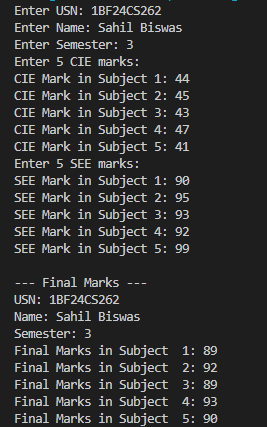 Enter USN: 1BF24CS262
Enter Name: Sahil Biswas
Enter Semester: 3
Enter 5 CIE marks:
CIE Mark in Subject 1: 44
CIE Mark in Subject 2: 45
CIE Mark in Subject 3: 43
CIE Mark in Subject 4: 47
CIE Mark in Subject 5: 41
Enter 5 SEE marks:
SEE Mark in Subject 1: 90
SEE Mark in Subject 2: 95
SEE Mark in Subject 3: 93
SEE Mark in Subject 4: 92
SEE Mark in Subject 5: 99

--- Final Marks ---
USN: 1BF24CS262
Name: Sahil Biswas
Semester: 3
Final Marks in Subject  1: 89
Final Marks in Subject  2: 92
Final Marks in Subject  3: 89
Final Marks in Subject  4: 93
Final Marks in Subject  5: 90